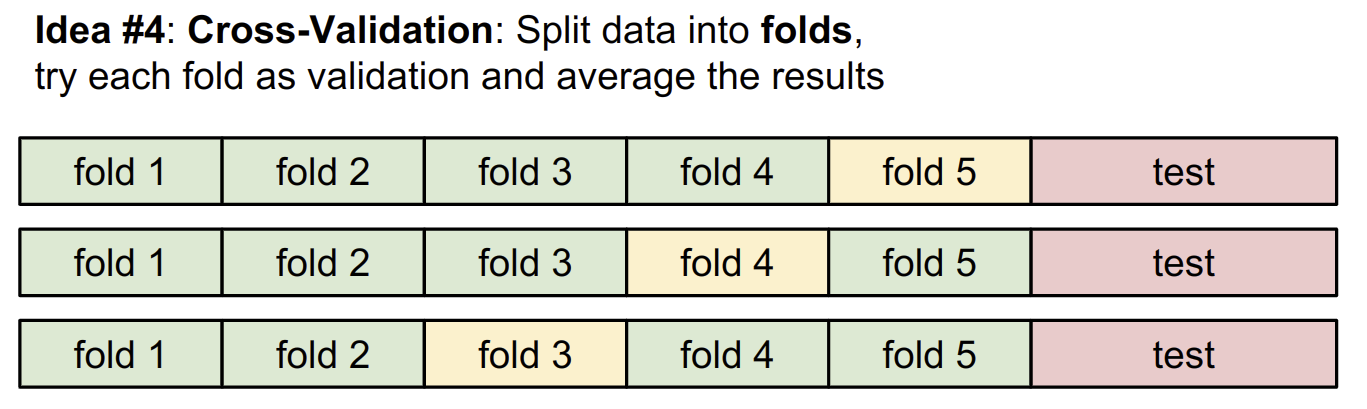 Idea #4: Cross-Validation: Split data into folds,
try each fold as validation and average the results
fold 1 fold 2 fold 3 fold 4 fold 5 test
fold 1 fold 2 fold 3 fold 4 fold 5 test
fold 1 fold 2 fold 3 fold 4 fold 5 test